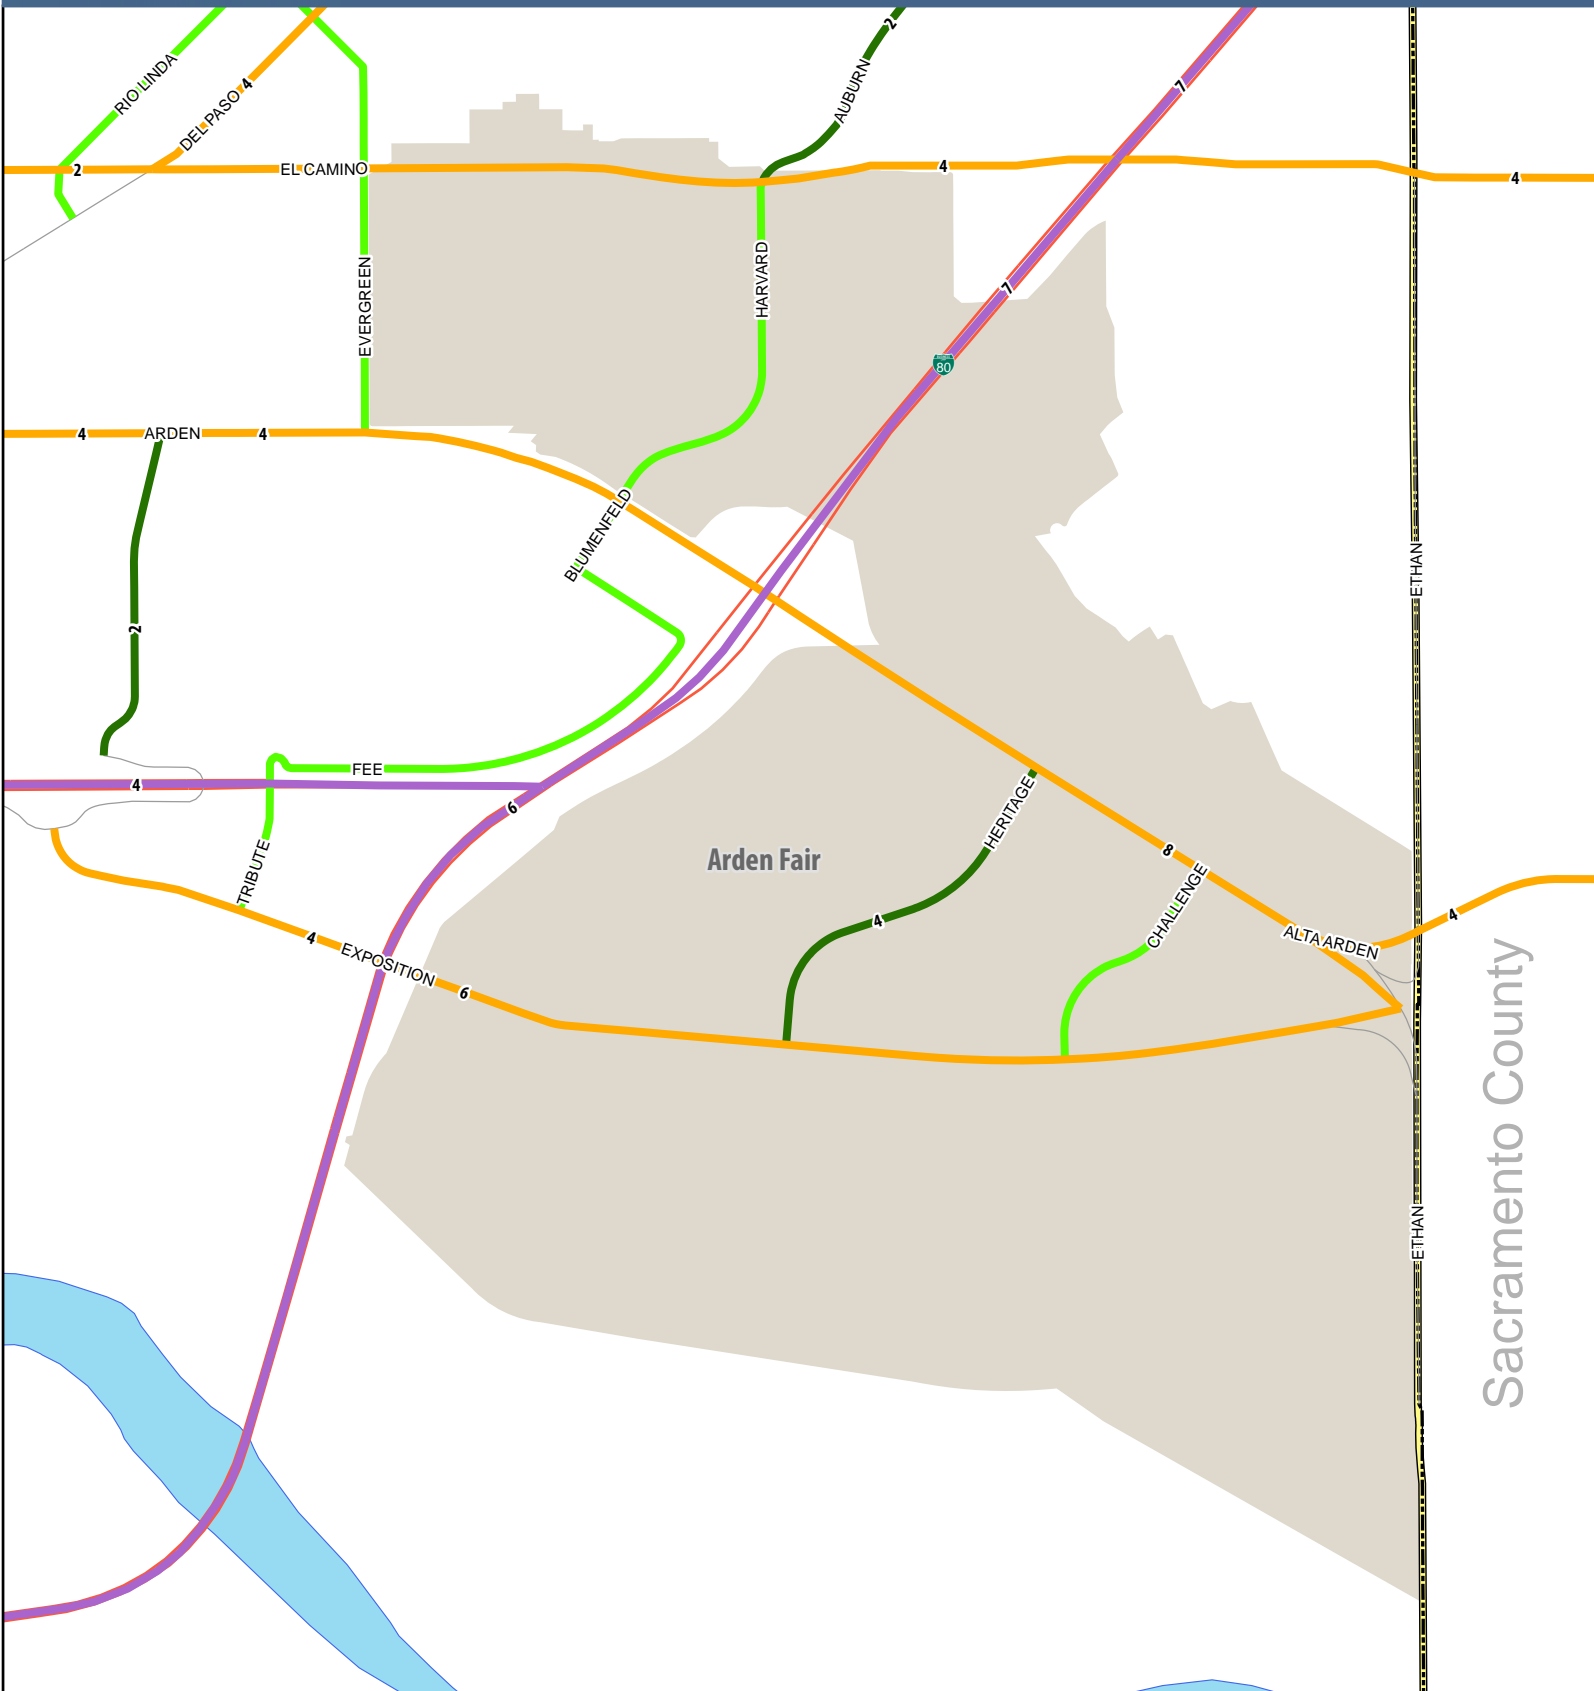 2
RIO LINDA
DEL PASO
4
AUBURN
7
2
EL CAMINO
4
4
EVERGREEN
HARVARD
7
80
4
ARDEN
4
BLUMENFELD
ETHAN
2
FEE
4
6
HERITAGE
TRIBUTE
Arden Fair
8
CHALLENGE
4
4
ALTA ARDEN
4
EXPOSITION
6
Sacramento County
ETHAN